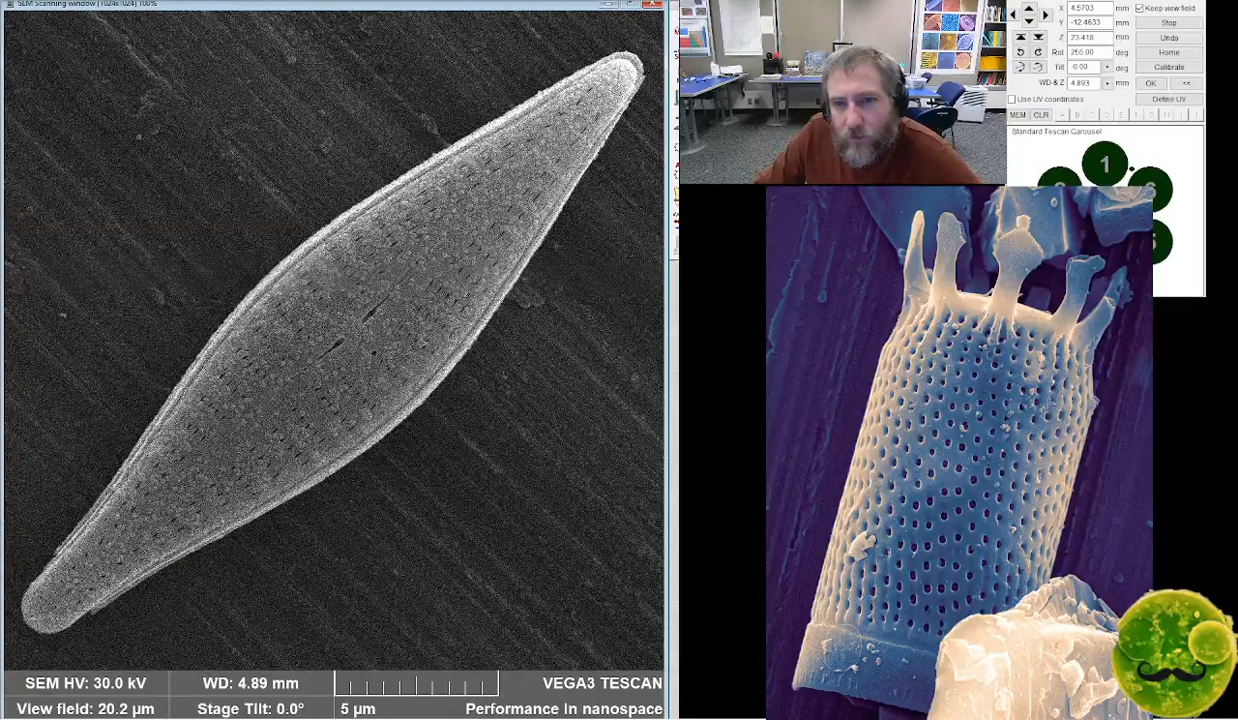 SEM Scanning window [1024x1024] 100%
X 4.5703 mm
Y -12.4633 mm
Z 23.418 mm
Rot 255.00 deg
Tilt -0.00 deg
WD & Z 4.893 mm
Keep view field
Stop
Undo
Home
Calibrate
OK <<
Use UV coordinates
Define UV
MEM CLR A B C D E F G H I
Standard Tescan Carousel
1
SEM HV: 30.0 kV
WD: 4.89 mm
VEGA3 TESCAN
View field: 20.2 µm
Stage Tilt: 0.0°
5 µm
Performance in nanospace